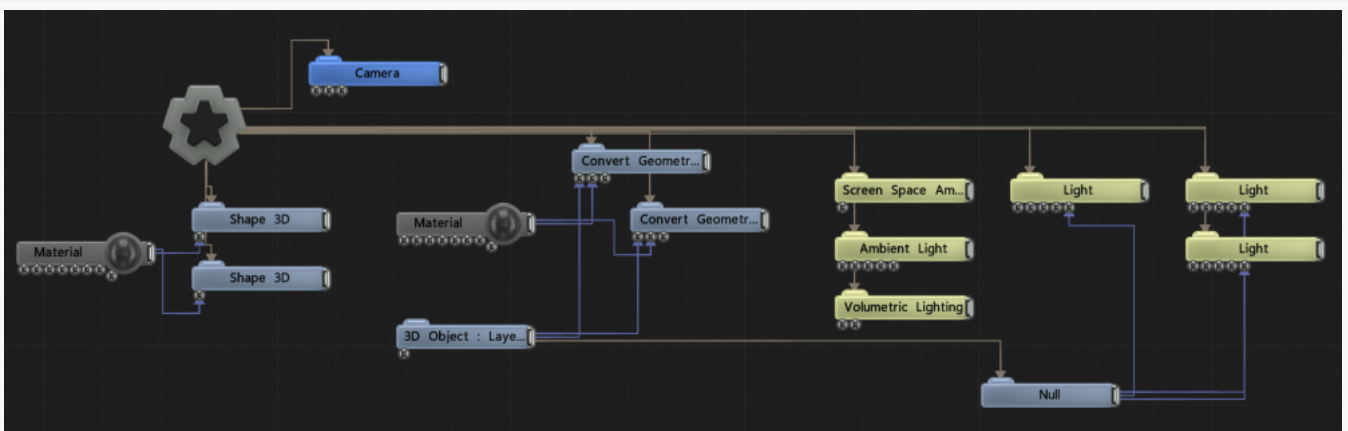 Camera
Convert Geometr...
Screen Space Am...
Light
Light
Shape 3D
Material
Convert Geometr...
Material
Ambient Light
Light
Shape 3D
Volumetric Lighting
3D Object : Laye...
Null